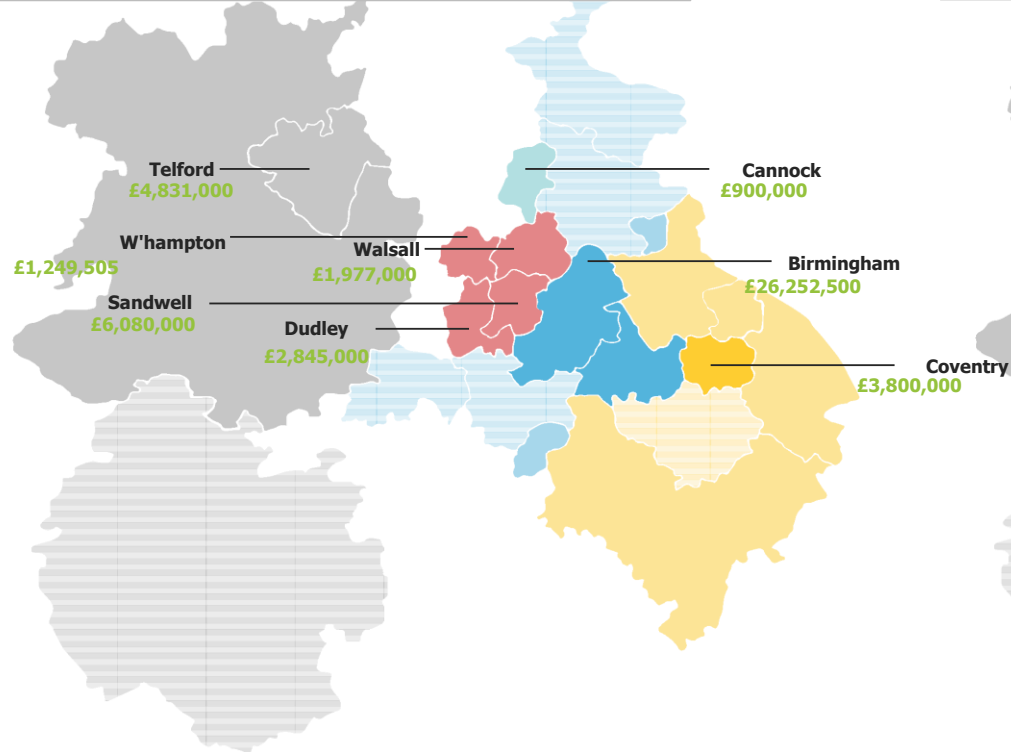 Telford
£4,831,000
Cannock
£900,000
W'hampton
£1,249,505
Walsall
£1,977,000
Birmingham
£26,252,500
Sandwell
£6,080,000
Dudley
£2,845,000
Coventry
£3,800,000